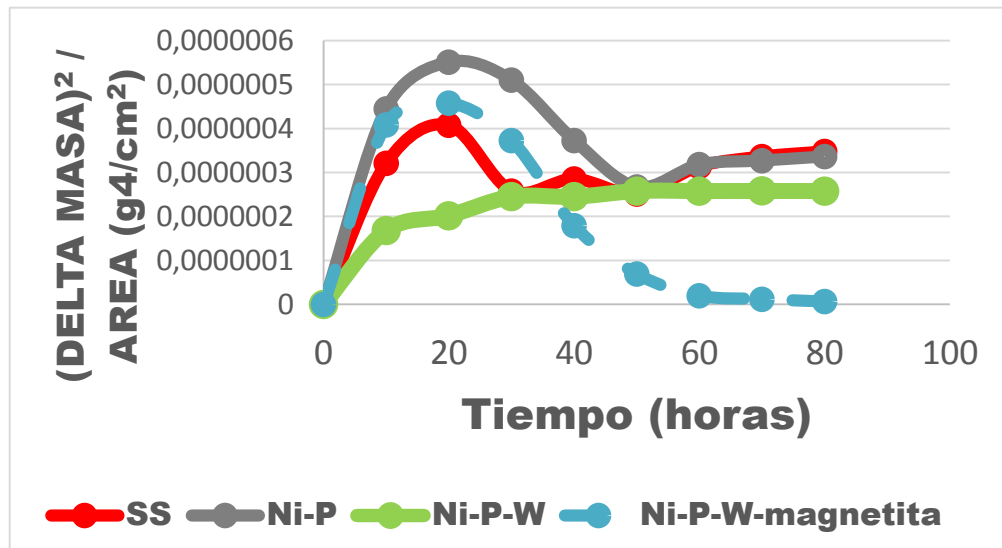 (DELTA MASA)² /
AREA (g4/cm²)
0,0000006
0,0000005
0,0000004
0,0000003
0,0000002
0,0000001
0
0 20 40 60 80 100
Tiempo (horas)
SS Ni-P Ni-P-W Ni-P-W-magnetita